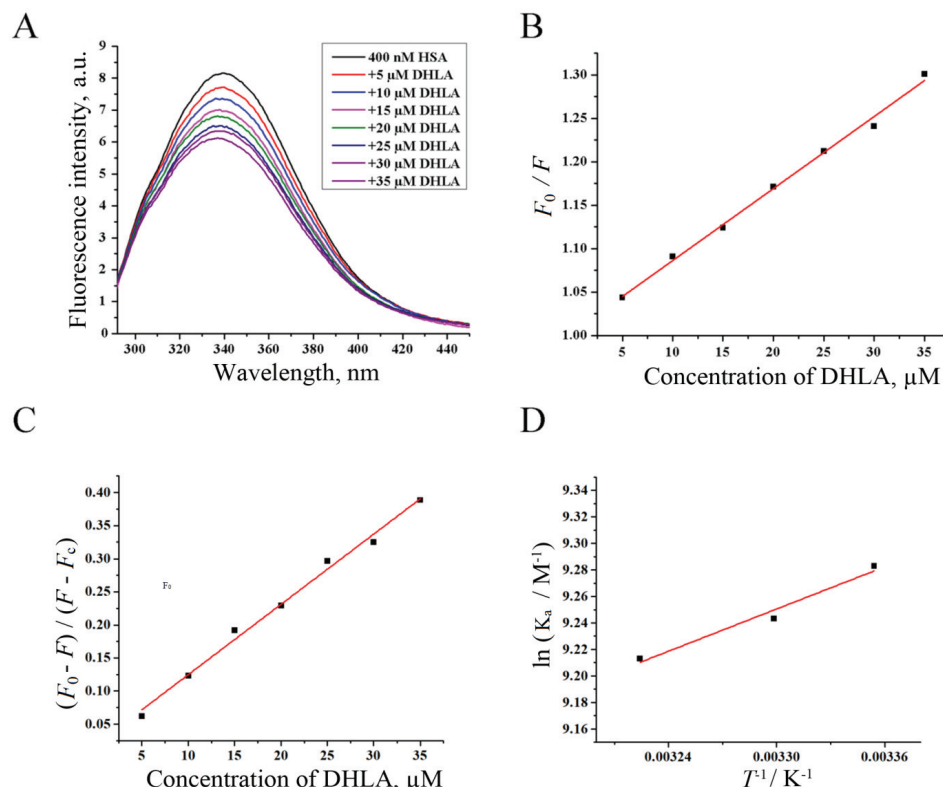 A
Fluorescence intensity, a.u.
9
8
7
6
5
4
3
2
1
0
300 320 340 360 380 400 420 440
Wavelength, nm
400 nM HSA
+5 µM DHLA
+10 µM DHLA
+15 µM DHLA
+20 µM DHLA
+25 µM DHLA
+30 µM DHLA
+35 µM DHLA
B
F0 / F
1.30
1.25
1.20
1.15
1.10
1.05
1.00
5 10 15 20 25 30 35
Concentration of DHLA, µM
C
(F0 - F) / (F - Fc)
0.40
0.35
0.30
0.25
0.20
0.15
0.10
0.05
F0
5 10 15 20 25 30 35
Concentration of DHLA, µM
D
ln (Ka / M-1)
9.34
9.33
9.30
9.28
9.26
9.24
9.22
9.20
9.18
9.16
0.00324 0.00330 0.00336
T-1 / K-1